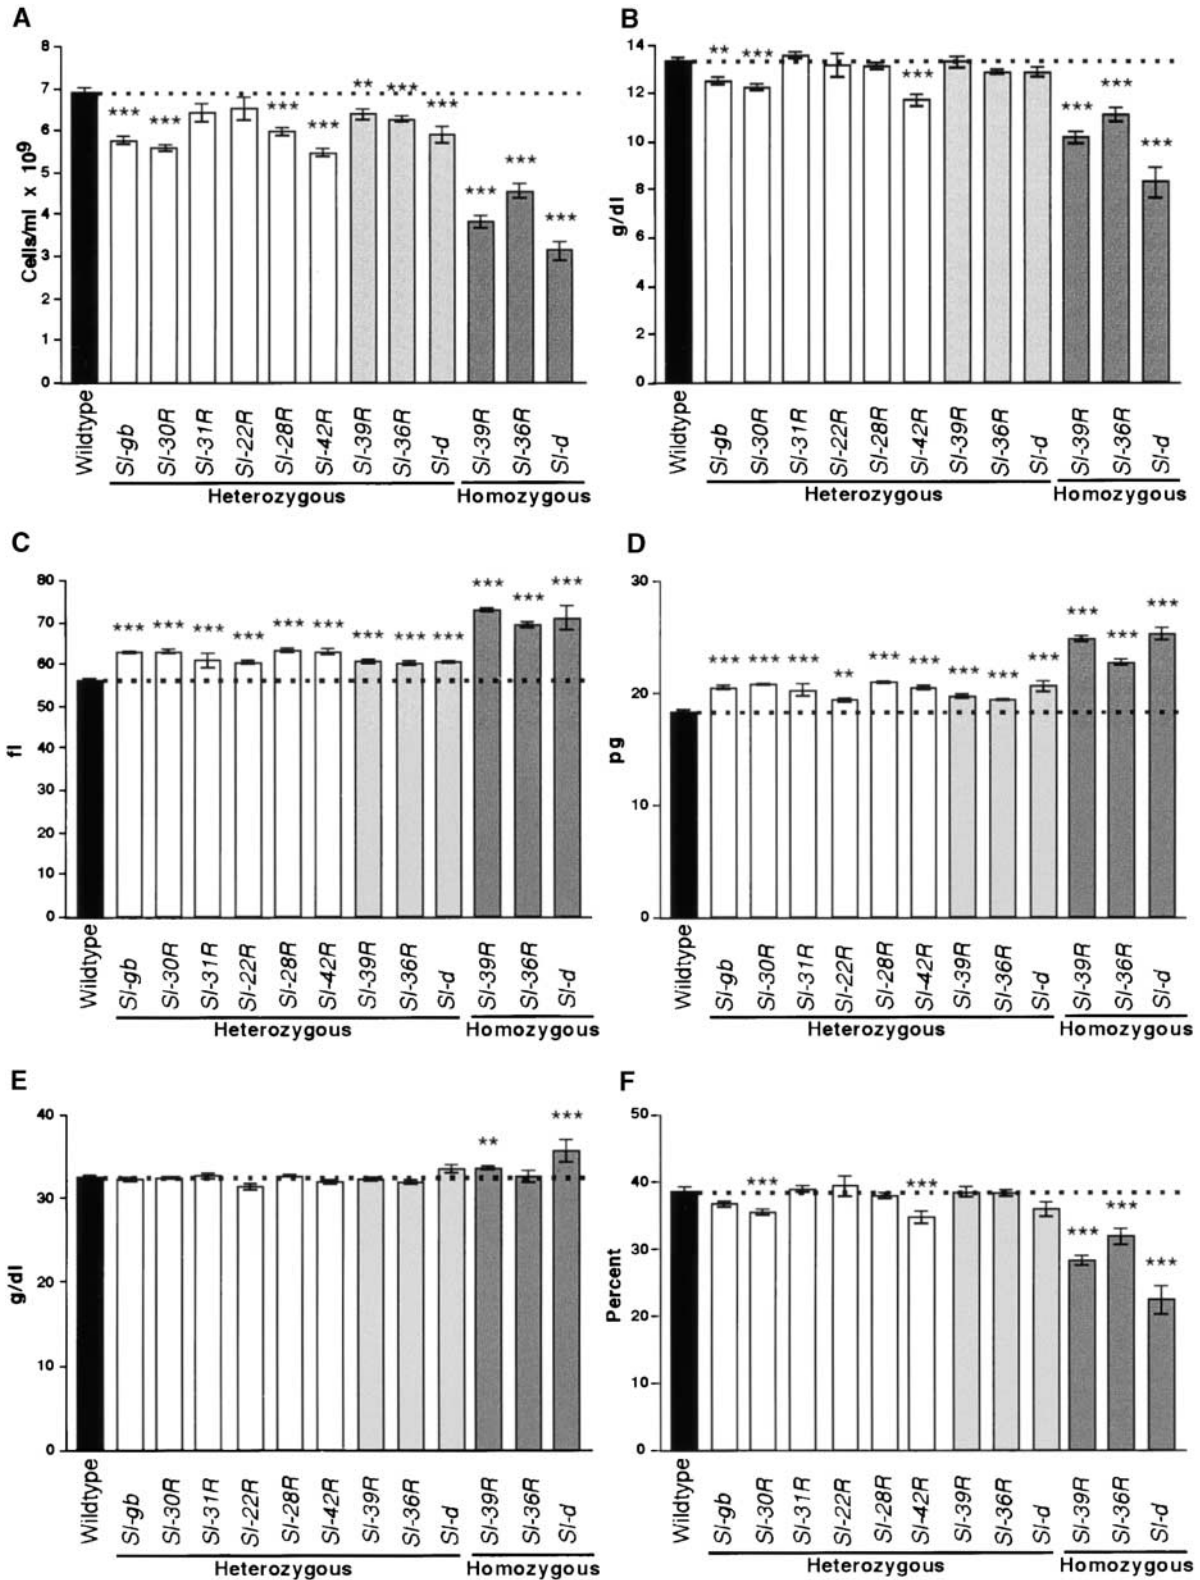 A
8
7
6
5
4
3
2
1
0
Cells/ml x 10⁹
*** *** *** *** ** *** *** *** *** ***
Wildtype Sl-gb Sl-30R Sl-31R Sl-22R Sl-28R Sl-42R Sl-39R Sl-36R Sl-d Sl-39R Sl-36R Sl-d
Heterozygous Homozygous
B
14
12
10
8
6
4
12
0
g/dl
** *** *** *** *** ***
Wildtype Sl-gb Sl-30R Sl-31R Sl-22R Sl-28R Sl-42R Sl-39R Sl-36R Sl-d Sl-39R Sl-36R Sl-d
Heterozygous Homozygous
C
80
70
60
50
40
30
20
10
0
fl
*** *** *** *** *** *** *** *** *** *** *** ***
Wildtype Sl-gb Sl-30R Sl-31R Sl-22R Sl-28R Sl-42R Sl-39R Sl-36R Sl-d Sl-39R Sl-36R Sl-d
Heterozygous Homozygous
D
30
20
10
0
pg
*** *** *** ** *** *** *** *** *** *** *** ***
Wildtype Sl-gb Sl-30R Sl-31R Sl-22R Sl-28R Sl-42R Sl-39R Sl-36R Sl-d Sl-39R Sl-36R Sl-d
Heterozygous Homozygous
E
40
30
20
10
0
g/dl
** ***
Wildtype Sl-gb Sl-30R Sl-31R Sl-22R Sl-28R Sl-42R Sl-39R Sl-36R Sl-d Sl-39R Sl-36R Sl-d
Heterozygous Homozygous
F
50
40
30
20
10
0
Percent
*** *** *** *** ***
Wildtype Sl-gb Sl-30R Sl-31R Sl-22R Sl-28R Sl-42R Sl-39R Sl-36R Sl-d Sl-39R Sl-36R Sl-d
Heterozygous Homozygous